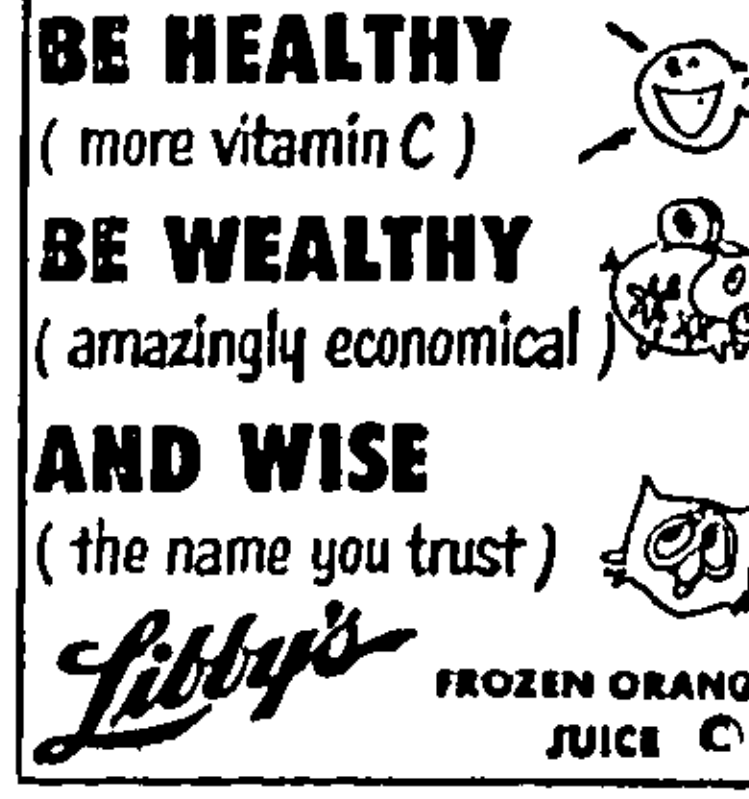 BE HEALTHY
( more vitamin C )
BE WEALTHY
( amazingly economical )
AND WISE
( the name you trust )
Libby's
FROZEN ORANG
JUICE